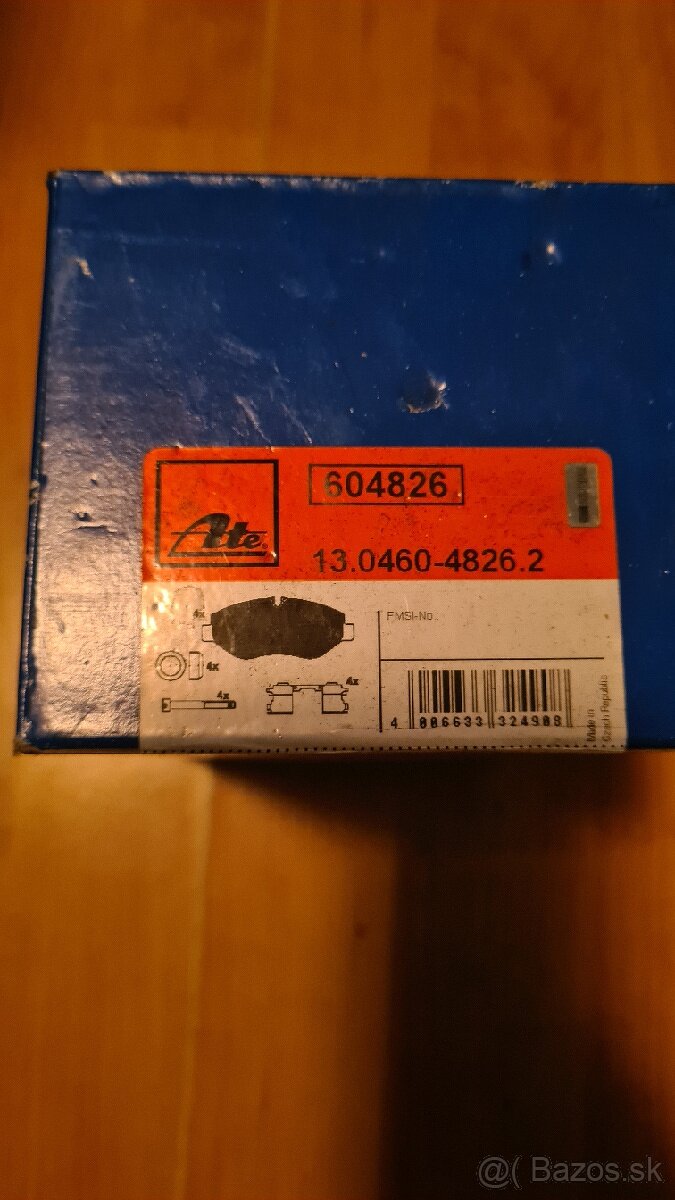 Ate
604826
13.0460-4826.2
4x
FMSI-No.
4x
4x
4x
4 006633 324908
Made in
Czech Republic
@( Bazos.sk